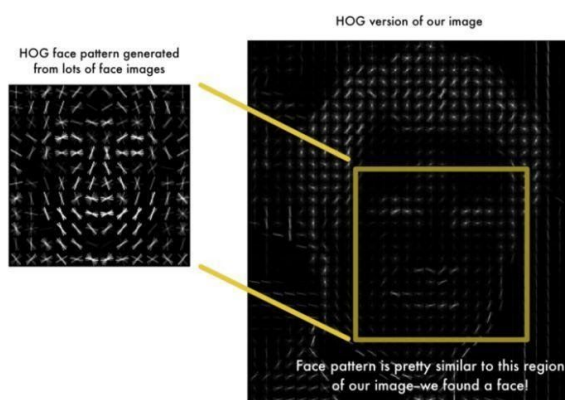 HOG version of our image
HOG face pattern generated
from lots of face images
Face pattern is pretty similar to this region
of our image–we found a face!